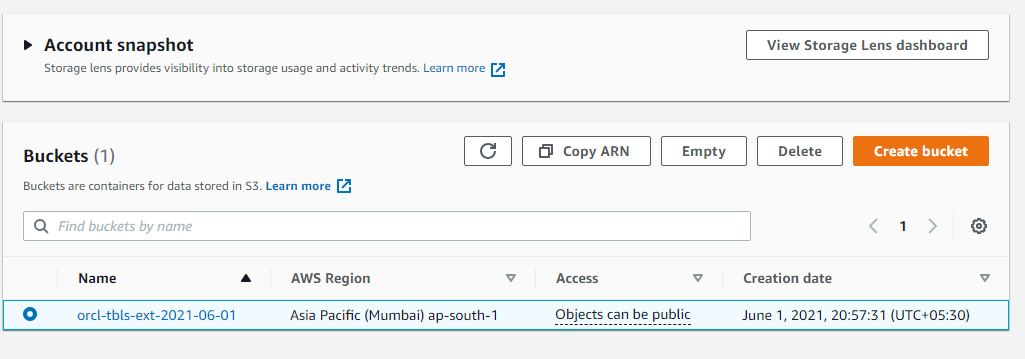 Account snapshot
View Storage Lens dashboard
Storage lens provides visibility into storage usage and activity trends. Learn more
Buckets (1)
Copy ARN
Empty
Delete
Create bucket
Buckets are containers for data stored in S3. Learn more
Find buckets by name
1
Name AWS Region Access Creation date
orcl-tbls-ext-2021-06-01 Asia Pacific (Mumbai) ap-south-1 Objects can be public June 1, 2021, 20:57:31 (UTC+05:30)